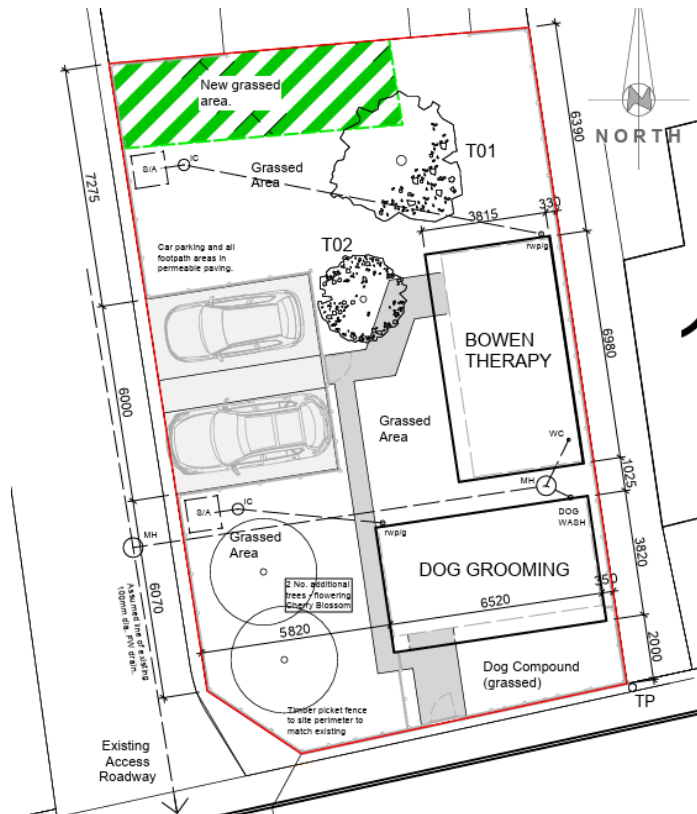 New grassed
area.
NORTH
6390
T01
S/A
IC
Grassed
Area
3815
330
7275
rwp/g
T02
Car parking and all
footpath areas in
permeable paving.
BOWEN
THERAPY
6980
6000
Grassed
Area
WC
MH
1025
S/A
IC
DOG
WASH
MH
rwp/g
Grassed
Area
DOG GROOMING
3820
350
6520
2 No. additional
trees - flowering
Cherry Blossom
Assumed line of existing
100mm dia. FW drain.
6070
5820
2000
Dog Compound
(grassed)
TP
Timber picket fence
to site perimeter to
match existing
Existing
Access
Roadway